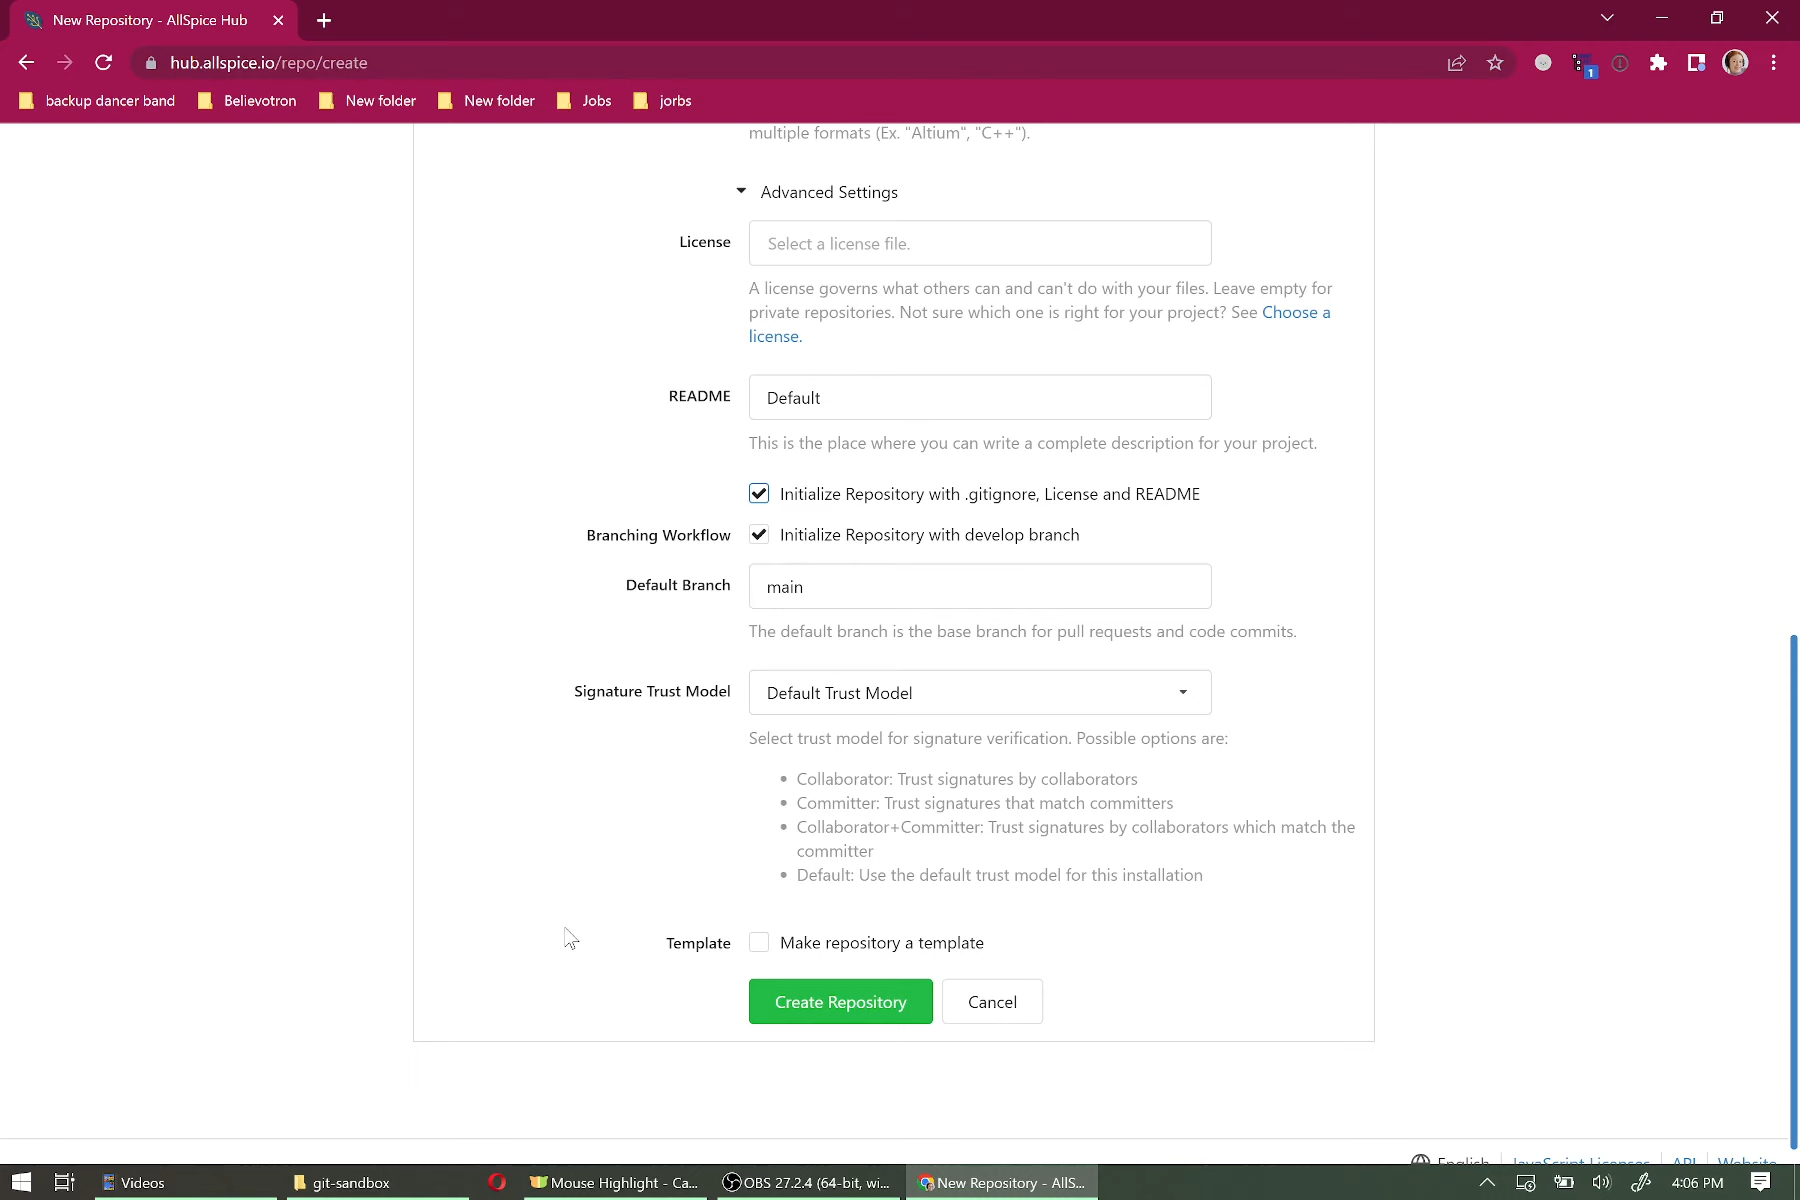 New Repository - AllSpice Hub
hub.allspice.io/repo/create
1
backup dancer band
Believotron
New folder
New folder
Jobs
jorbs
multiple formats (Ex. "Altium", "C++").
Advanced Settings
License
Select a license file.
A license governs what others can and can't do with your files. Leave empty for
private repositories. Not sure which one is right for your project? See Choose a
license.
README
Default
This is the place where you can write a complete description for your project.
Initialize Repository with .gitignore, License and README
Branching Workflow
Initialize Repository with develop branch
Default Branch
main
The default branch is the base branch for pull requests and code commits.
Signature Trust Model
Default Trust Model
Select trust model for signature verification. Possible options are:
Collaborator: Trust signatures by collaborators
Committer: Trust signatures that match committers
Collaborator+Committer: Trust signatures by collaborators which match the
committer
Default: Use the default trust model for this installation
Template
Make repository a template
Create Repository
Cancel
English
JavaScript Licenses
API
Website
Videos
git-sandbox
Mouse Highlight - Ca...
OBS 27.2.4 (64-bit, wi...
New Repository - AllS...
4:06 PM